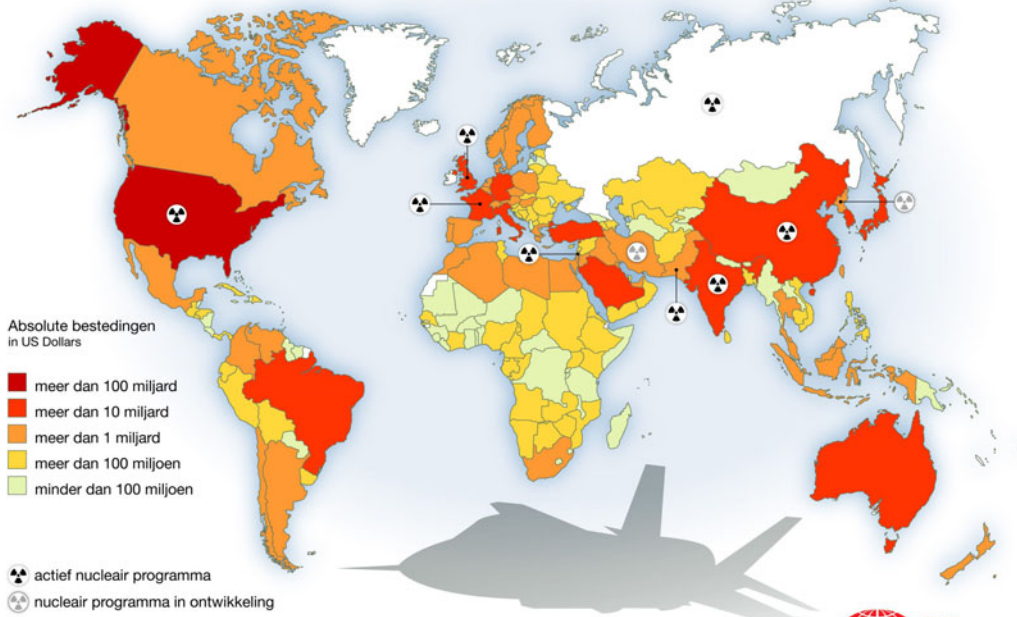 Absolute bestedingen
in US Dollars
meer dan 100 miljard
meer dan 10 miljard
meer dan 1 miljard
meer dan 100 miljoen
minder dan 100 miljoen
actief nucleair programma
nucleair programma in ontwikkeling